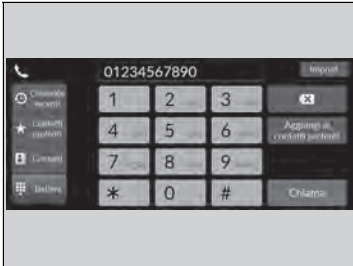 01234567890
Impost.
Chiamate
recenti
1
2
3
Contatti
preferiti
4
5
6
Aggiungi ai
contatti preferiti
Contatti
7
8
9
Tastiera
*
0
#
Chiama